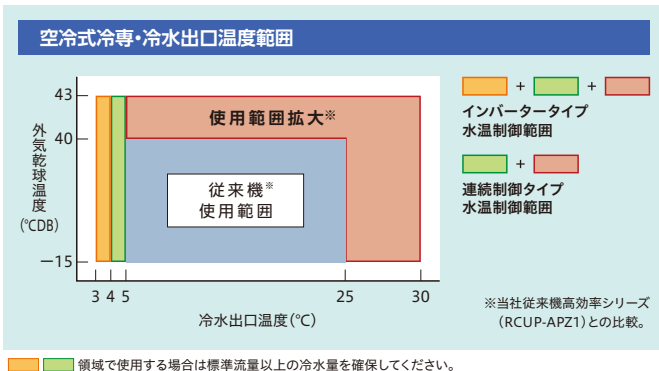 空冷式冷専・冷水出口温度範囲
43
40
-15
外気乾球温度
(℃DB)
使用範囲拡大※
従来機※
使用範囲
3 4 5 25 30
冷水出口温度(℃)
+ +
インバータータイプ
水温制御範囲
+
連続制御タイプ
水温制御範囲
※当社従来機高効率シリーズ
(RCUP-APZ1)との比較。
領域で使用する場合は標準流量以上の冷水量を確保してください。